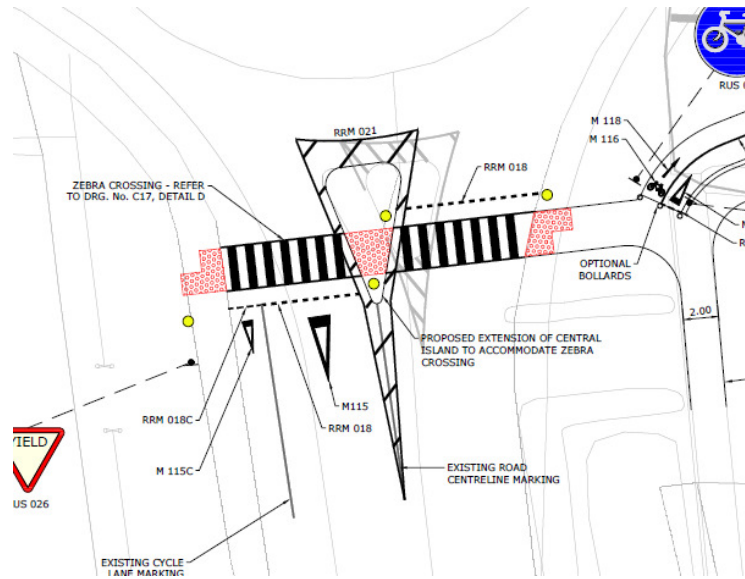 RUS
RRM 021
M 118
M 116
RRM 018
ZEBRA CROSSING - REFER
TO DRG. No. C17, DETAIL D
OPTIONAL
BOLLARDS
2.00
PROPOSED EXTENSION OF CENTRAL
ISLAND TO ACCOMMODATE ZEBRA
CROSSING
M115
RRM 018C
RRM 018
YIELD
M 115C
EXISTING ROAD
CENTRELINE MARKING
US 026
EXISTING CYCLE
LANE MARKING